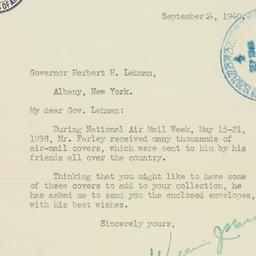 September 24, 1940.
Governor Herbert H. Lehman,
Albany, New York.
My dear Gov. Lehman:
During National Air Mail Week, May 15-21,
1938, Mr. Farley received many thousands of
air-mail covers, which were sent to him by his
friends all over the country.
Thinking that you might like to have some
of these covers to add to your collection, he
has asked me to send you the enclosed envelopes,
with his best wishes.
Sincerely yours,